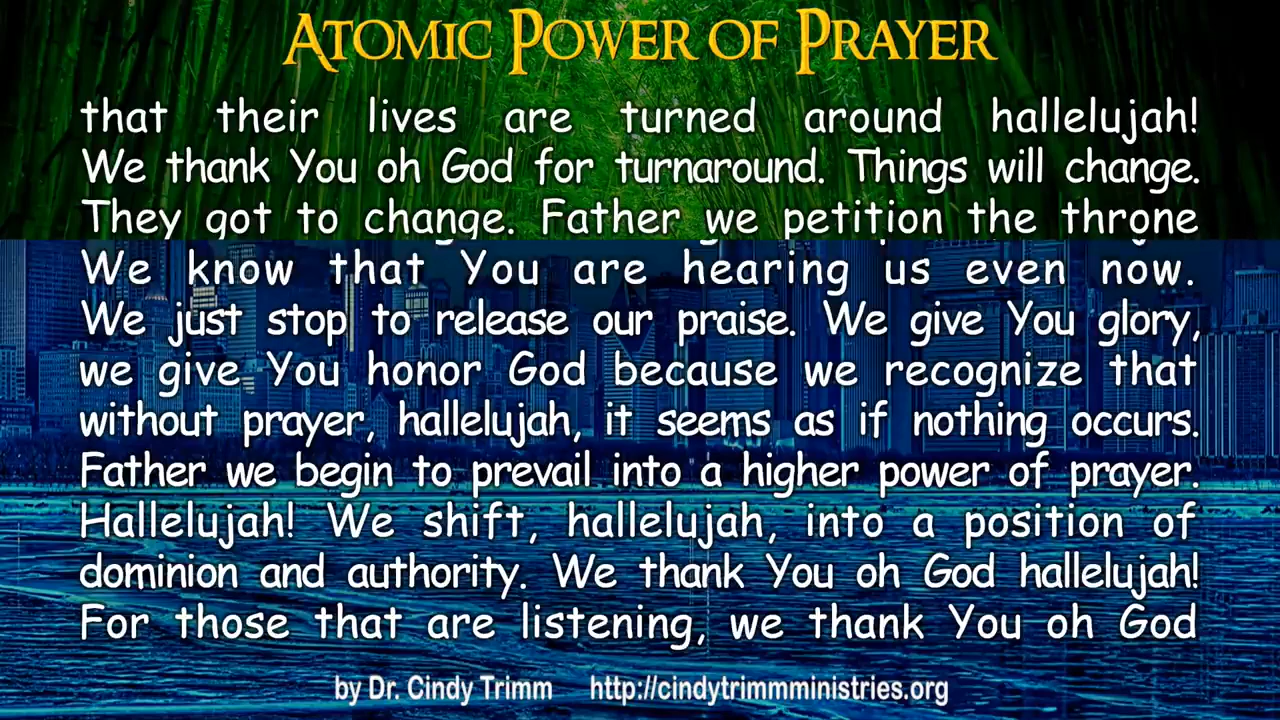 ATOMIC POWER OF PRAYER
that their lives are turned around hallelujah!
We thank You oh God for turnaround. Things will change.
They got to change. Father we petition the throne
We know that You are hearing us even now.
We just stop to release our praise. We give You glory,
we give You honor God because we recognize that
without prayer, hallelujah, it seems as if nothing occurs.
Father we begin to prevail into a higher power of prayer.
Hallelujah! We shift, hallelujah, into a position of
dominion and authority. We thank You oh God hallelujah!
For those that are listening, we thank You oh God
by Dr. Cindy Trimm http://cindytrimmministries.org